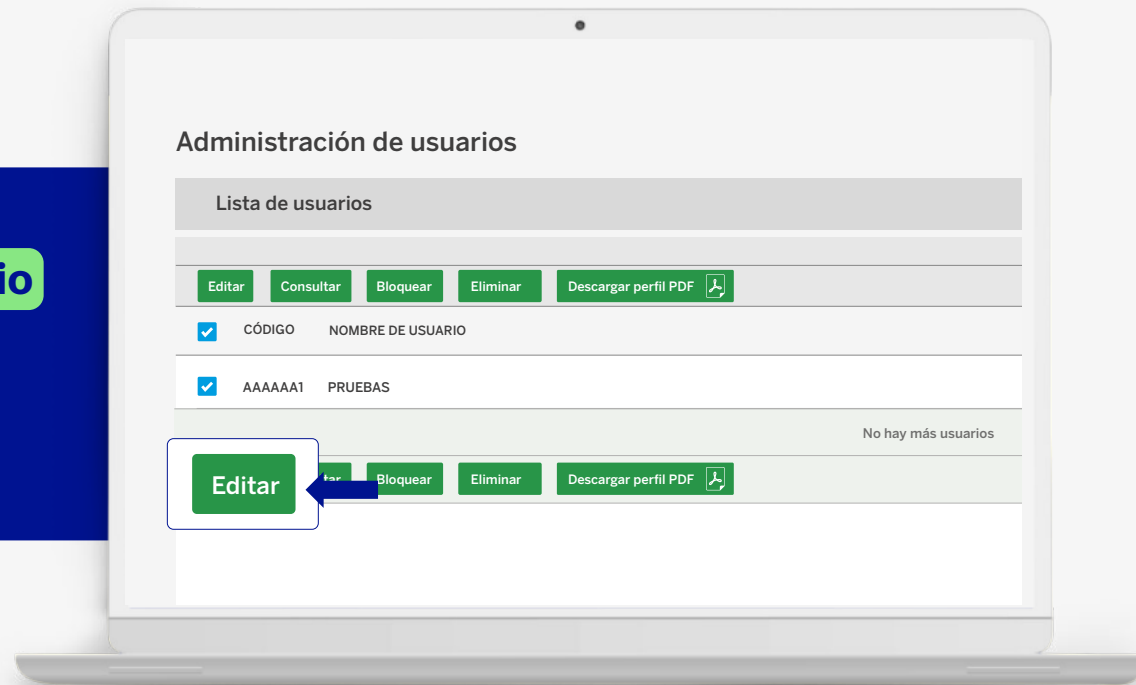 Administración de usuarios
Lista de usuarios
io
Editar Consultar Bloquear Eliminar Descargar perfil PDF
CÓDIGO NOMBRE DE USUARIO
AAAAAA1 PRUEBAS
No hay más usuarios
Editar tar Bloquear Eliminar Descargar perfil PDF